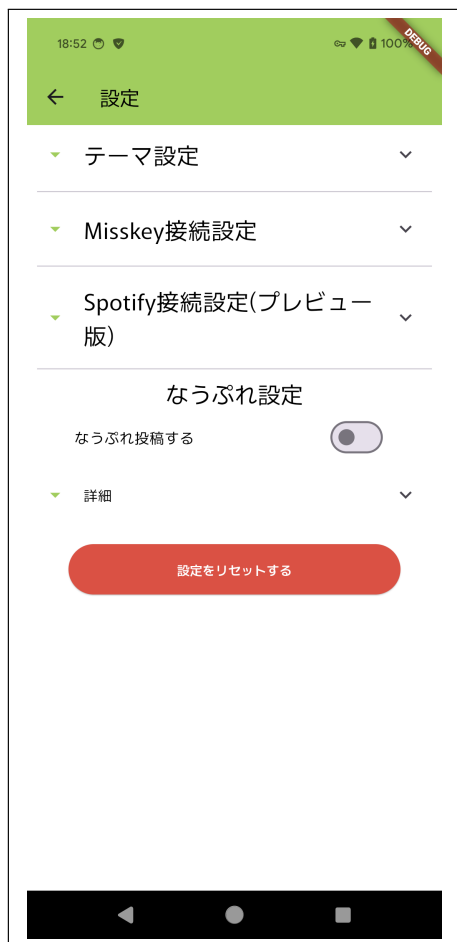 18:52 100%
DEBUG
設定
テーマ設定
Misskey接続設定
Spotify接続設定(プレビュー
版)
なうぷれ設定
なうぷれ投稿する
詳細
設定をリセットする